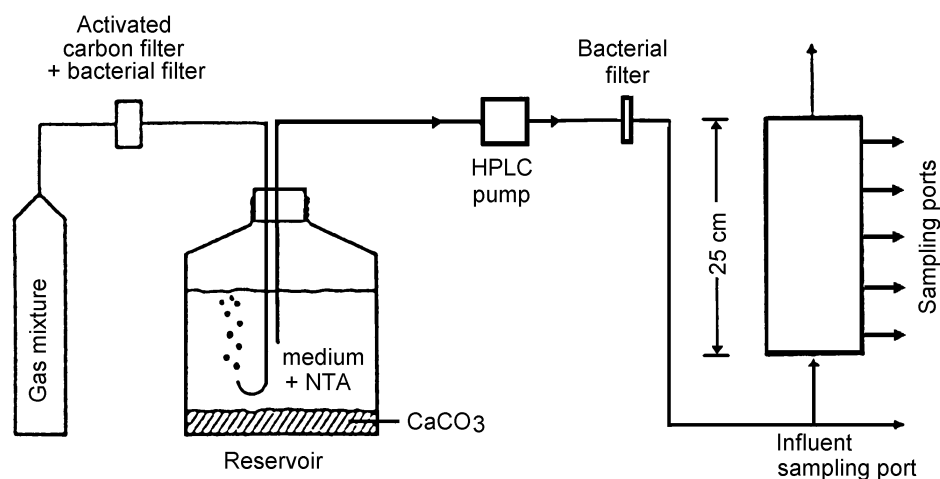 Activated
carbon filter
+ bacterial filter
Gas mixture
medium
+ NTA
CaCO3
Reservoir
HPLC
pump
Bacterial
filter
25 cm
Sampling ports
Influent
sampling port